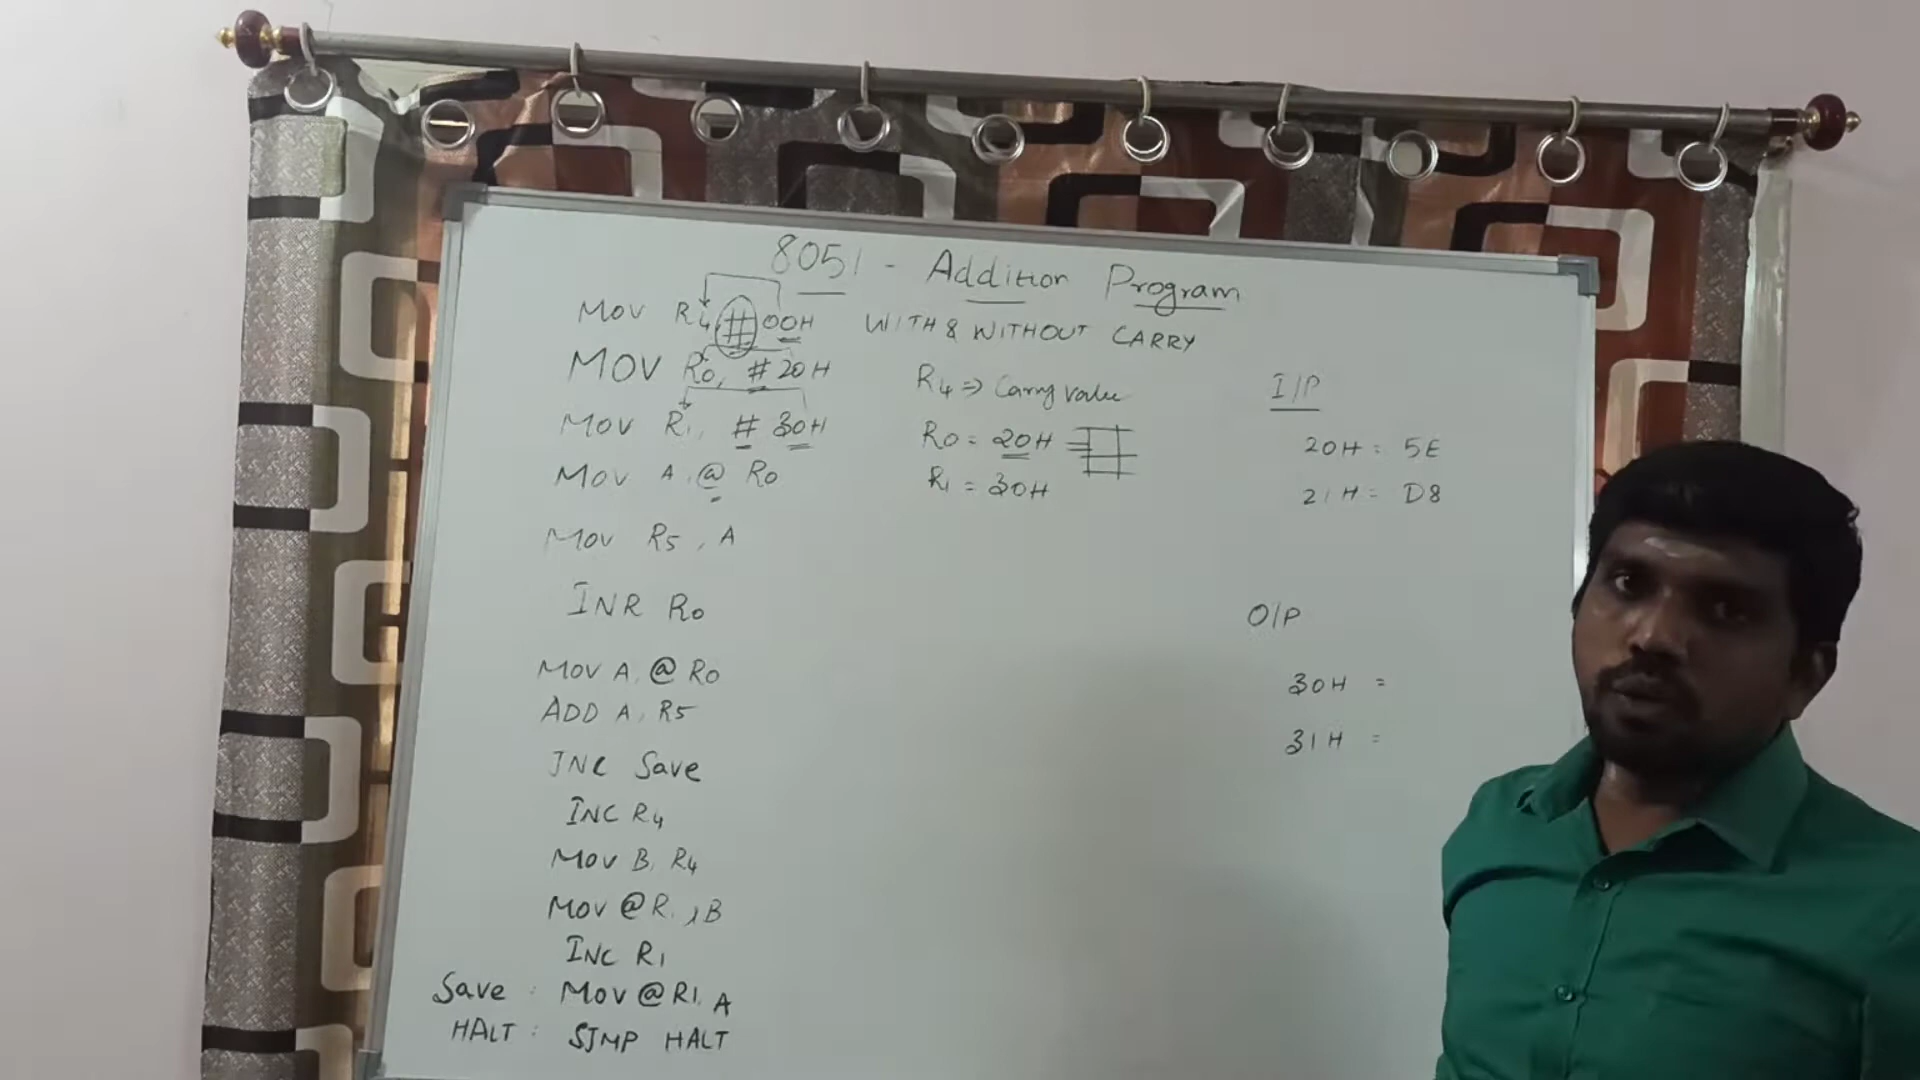 8051 - Addition Program
WITH & WITHOUT CARRY
MOV R4, #00H
MOV R0, #20H
MOV R1, #30H
MOV A, @R0
MOV R5, A
INR R0
MOV A, @R0
ADD A, R5
JNC Save
INC R4
MOV B, R4
MOV @R1, B
INC R1
Save : MOV @R1, A
HALT : SJMP HALT
R4 => Carry value
R0 = 20H
R1 = 30H
I/P
20H = 5E
21H = D8
O/P
30H =
31H =